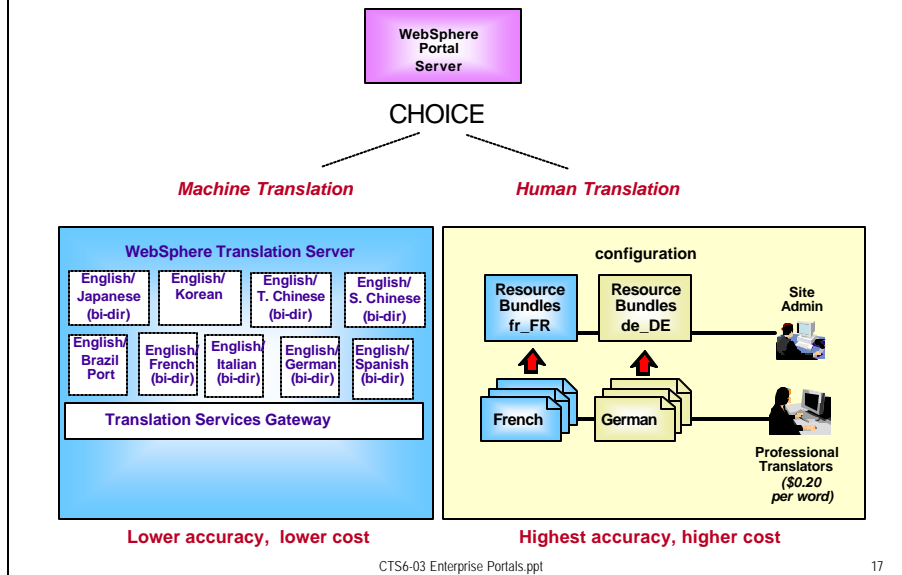 WebSphere
Portal
Server
CHOICE
Machine Translation
Human Translation
WebSphere Translation Server
English/
Japanese
(bi-dir)
English/
Korean
English/
T. Chinese
(bi-dir)
English/
S. Chinese
(bi-dir)
English/
Brazil
Port
English/
French
(bi-dir)
English/
Italian
(bi-dir)
English/
German
(bi-dir)
English/
Spanish
(bi-dir)
Translation Services Gateway
configuration
Resource
Bundles
fr_FR
Resource
Bundles
de_DE
Site
Admin
French
German
Professional
Translators
($0.20
per word)
Lower accuracy, lower cost
Highest accuracy, higher cost
CTS6-03 Enterprise Portals.ppt
17